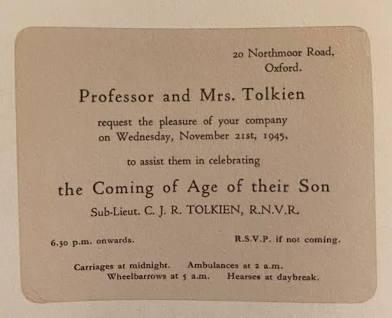 20 Northmoor Road,
Oxford.
Professor and Mrs. Tolkien
request the pleasure of your company
on Wednesday, November 21st, 1945,
to assist them in celebrating
the Coming of Age of their Son
Sub-Lieut. C. J. R. TOLKIEN, R.N.V.R.
6.30 p.m. onwards. R.S.V.P. if not coming.
Carriages at midnight. Ambulances at 2 a.m.
Wheelbarrows at 5 a.m. Hearses at daybreak.